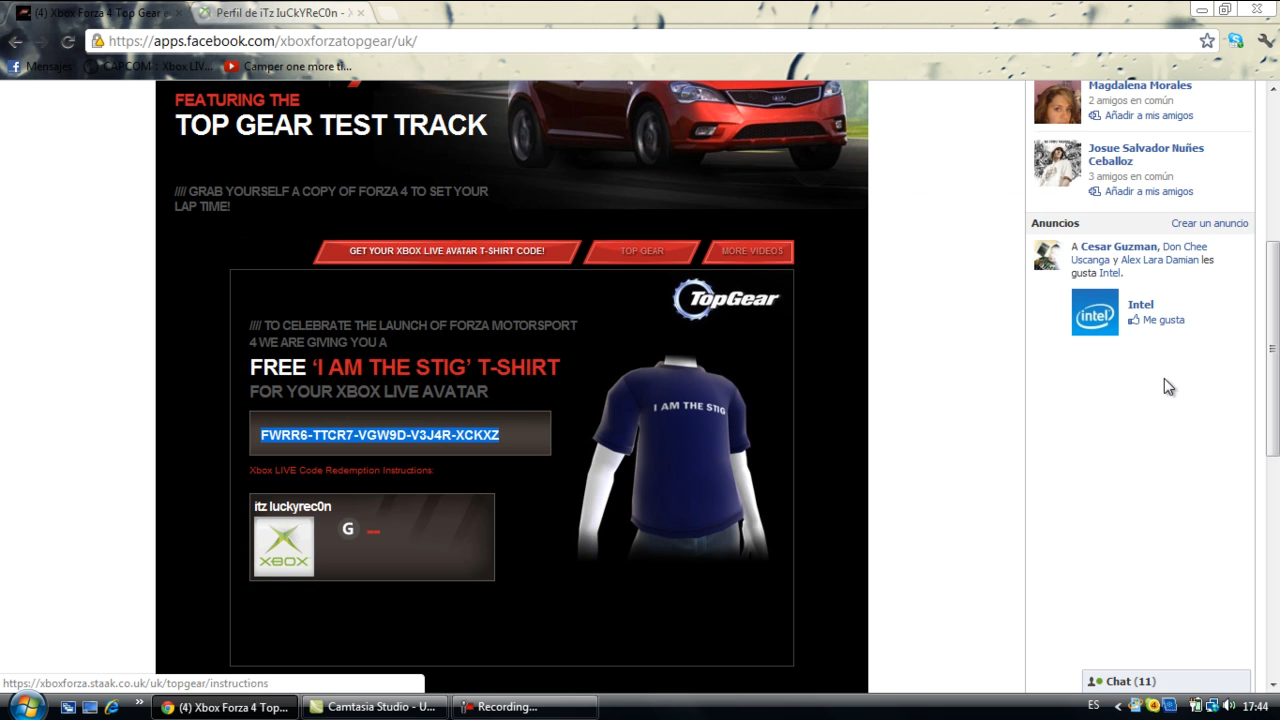 (4) Xbox Forza 4 Top Gear e
Perfil de iTz IuCkYReC0n - X
https://apps.facebook.com/xboxforzatopgear/uk/
Mensajes
CAPCOM : Xbox LIV...
Camper one more ti...
FEATURING THE
TOP GEAR TEST TRACK
//// GRAB YOURSELF A COPY OF FORZA 4 TO SET YOUR
LAP TIME!
GET YOUR XBOX LIVE AVATAR T-SHIRT CODE!
TOP GEAR
MORE VIDEOS
TopGear
//// TO CELEBRATE THE LAUNCH OF FORZA MOTORSPORT
4 WE ARE GIVING YOU A
FREE ‘I AM THE STIG’ T-SHIRT
FOR YOUR XBOX LIVE AVATAR
FWRR6-TTCR7-VGW9D-V3J4R-XCKXZ
Xbox LIVE Code Redemption Instructions:
itz luckyrec0n
G --
XBOX
I AM THE STIG
Magdalena Morales
2 amigos en común
Añadir a mis amigos
Josue Salvador Nuñes
Ceballoz
3 amigos en común
Añadir a mis amigos
Anuncios
Crear un anuncio
A Cesar Guzman, Don Chee
Uscanga y Alex Lara Damian les
gusta Intel.
intel
Intel
Me gusta
Chat (11)
https://xboxforza.staak.co.uk/uk/topgear/instructions
(4) Xbox Forza 4 Top...
Camtasia Studio - U...
Recording...
ES
17:44